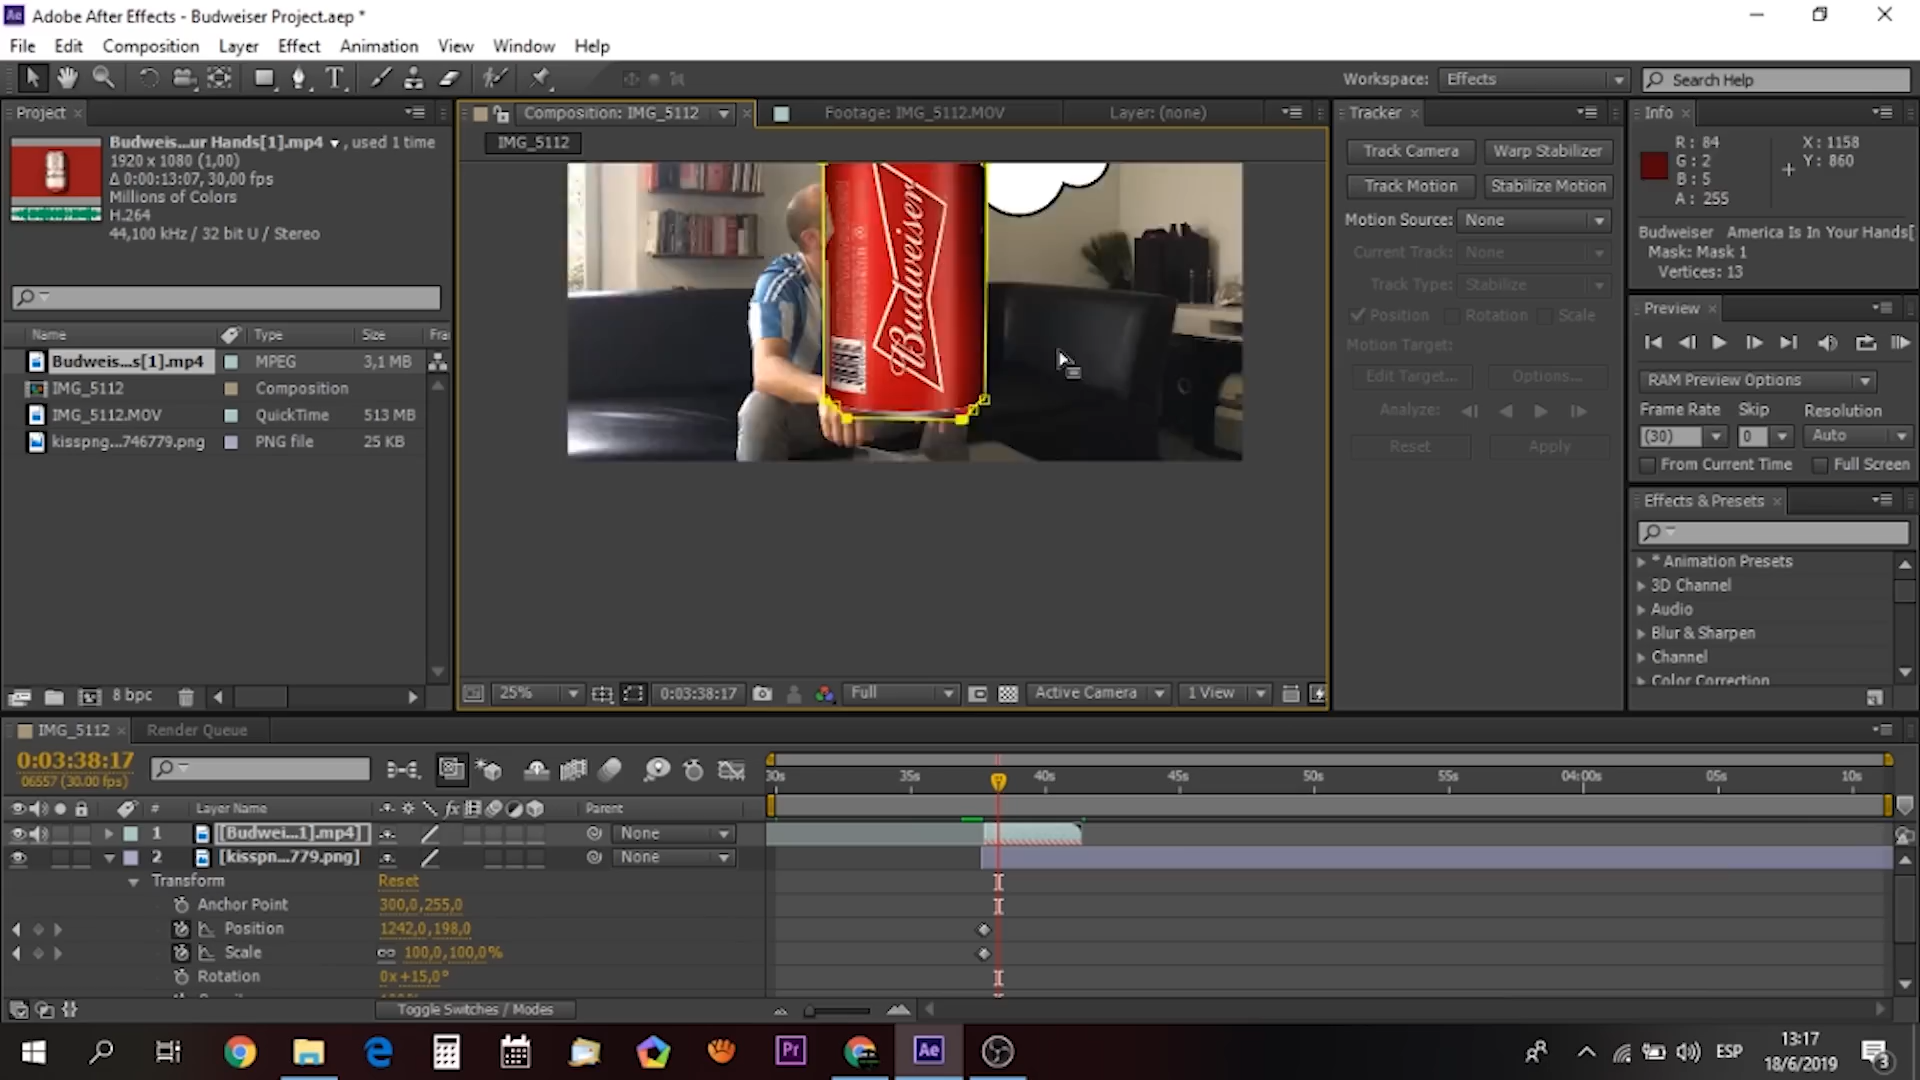 Adobe After Effects - Budweiser Project.aep *
File Edit Composition Layer Effect Animation View Window Help
Workspace: Effects
Search Help
Project
Budweis...ur Hands[1].mp4 , used 1 time
1920 x 1080 (1,00)
Δ 0:00:13:07, 30,00 fps
Millions of Colors
H.264
44,100 kHz / 32 bit U / Stereo
Name Type Size Fra
Budweis...s[1].mp4 MPEG 3,1 MB
IMG_5112 Composition
IMG_5112.MOV QuickTime 513 MB
kisspng...746779.png PNG file 25 KB
8 bpc
Composition: IMG_5112
Footage: IMG_5112.MOV
Layer: (none)
IMG_5112
Budweiser
25%
0:03:38:17
Full
Active Camera
1 View
Tracker
Track Camera
Warp Stabilizer
Track Motion
Stabilize Motion
Motion Source: None
Current Track: None
Track Type: Stabilize
Position Rotation Scale
Motion Target:
Edit Target...
Options...
Analyze:
Reset
Apply
Info
R : 84
G : 2
B : 5
A : 255
X : 1158
Y : 860
Budweiser America Is In Your Hands[
Mask: Mask 1
Vertices: 13
Preview
RAM Preview Options
Frame Rate Skip Resolution
(30) 0 Auto
From Current Time Full Screen
Effects & Presets
* Animation Presets
3D Channel
Audio
Blur & Sharpen
Channel
Color Correction
IMG_5112
Render Queue
0:03:38:17
06557 (30.00 fps)
30s 35s 40s 45s 50s 55s 04:00s 05s 10s
# Layer Name fx Parent
1 [Budwei...1].mp4] None
2 [kisspn...779.png] None
Transform Reset
Anchor Point 300,0,255,0
Position 1242,0,198,0
Scale 100,0,100,0%
Rotation 0x+15,0°
Toggle Switches / Modes
Pr
Ae
ESP
13:17
18/6/2019
3